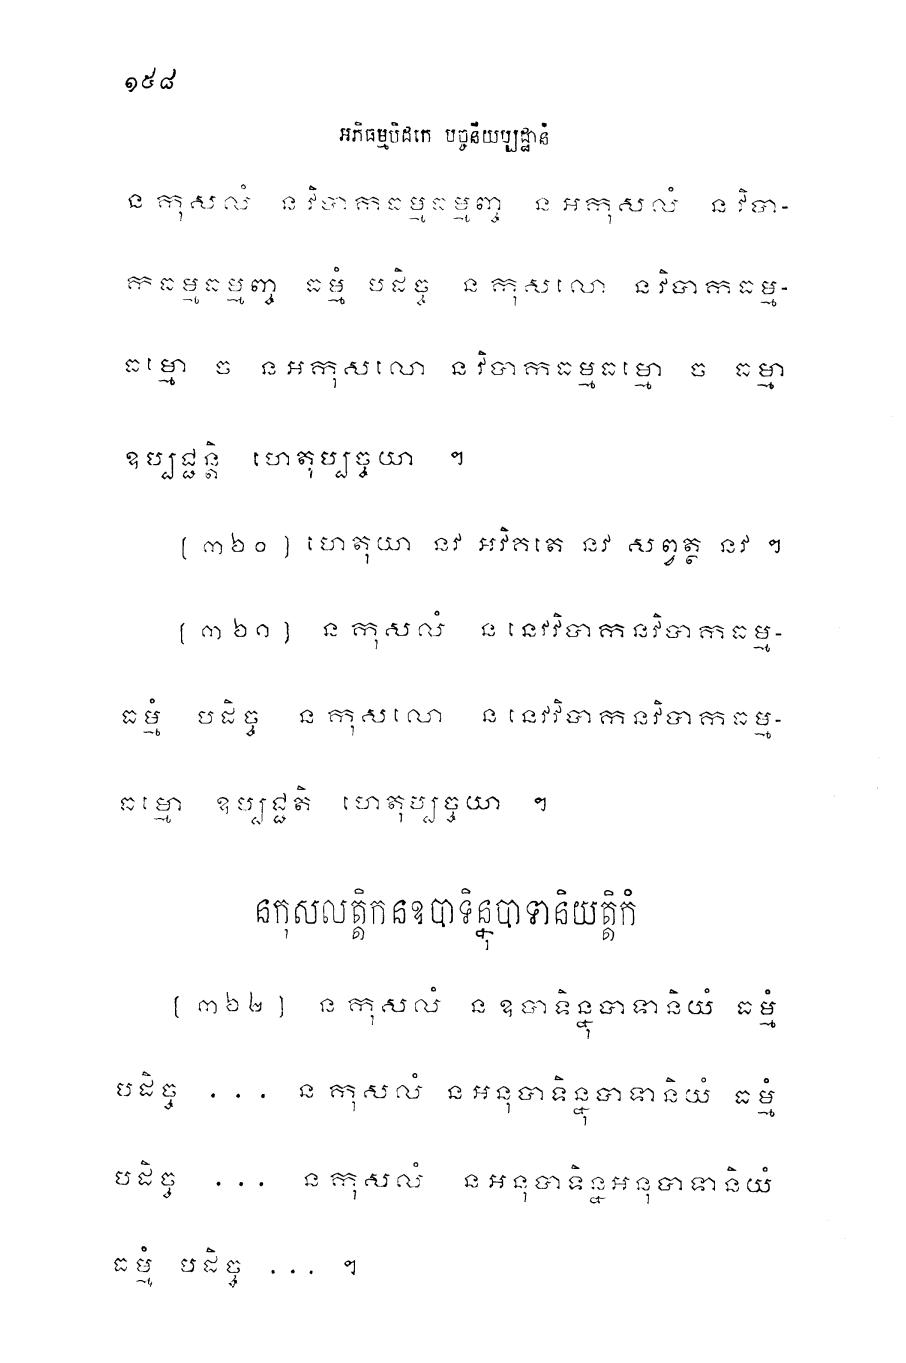 ១៥៨
អភិធម្មបិដកេ បច្ចនីយប្បដ្ឋានំ
ន កុសលំ ន វិបាកធម្មធម្មញ្ច ន អកុសលំ ន វិបា-
កធម្មធម្មញ្ច ធម្មំ បដិច្ច ន កុសលោ នវិបាកធម្ម-
ធម្មោ ច នអកុសលោ នវិបាកធម្មធម្មោ ច ធម្មា
ឧប្បជ្ជន្តិ ហេតុប្បច្ចយា ។
[៣៦០] ហេតុយា នវ អវិគតេ នវ សព្វត្ថ នវ ។
[៣៦១] ន កុសលំ ន នេវវិបាកនវិបាកធម្ម-
ធម្មំ បដិច្ច ន កុសលោ ន នេវវិបាកនវិបាកធម្ម-
ធម្មោ ឧប្បជ្ជតិ ហេតុប្បច្ចយា ។
នកុសលត្តិកនឧបាទិន្នុបាទានិយត្តិកំ
[៣៦២] ន កុសលំ ន ឧបាទិន្នុបាទានិយំ ធម្មំ
បដិច្ច ... ន កុសលំ នអនុបាទិន្នុបាទានិយំ ធម្មំ
បដិច្ច ... ន កុសលំ នអនុបាទិន្នអនុបាទានិយំ
ធម្មំ បដិច្ច ... ។